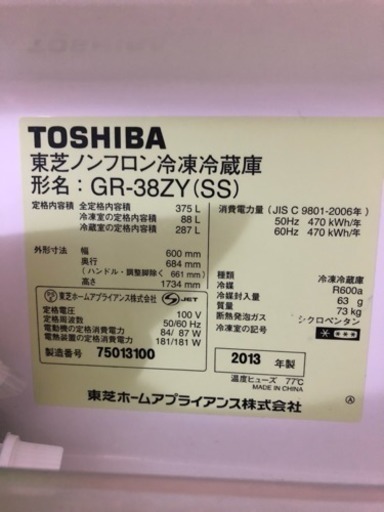 TOSHIBA
東芝ノンフロン冷凍冷蔵庫
形名：GR-38ZY(SS)
定格内容積 全定格内容積 375 L
冷凍室の定格内容積 88 L
冷蔵室の定格内容積 287 L
消費電力量 (JIS C 9801-2006年)
50Hz 470 kWh/年
60Hz 470 kWh/年
外形寸法 幅 600 mm
奥行 684 mm
(ハンドル・調整脚除く 661 mm)
高さ 1734 mm
種類 冷凍冷蔵庫
冷媒 R600a
冷媒封入量 63 g
質量 73 kg
断熱発泡ガス シクロペンタン
冷凍室の記号
東芝ホームアプライアンス株式会社 JET
定格電圧 100 V
定格周波数 50/60 Hz
電動機の定格消費電力 84/ 87 W
電熱装置の定格消費電力 181/181 W
製造番号 75013100
2013 年製
温度ヒューズ 77℃
MADE IN CHINA
東芝ホームアプライアンス株式会社
Ⓐ